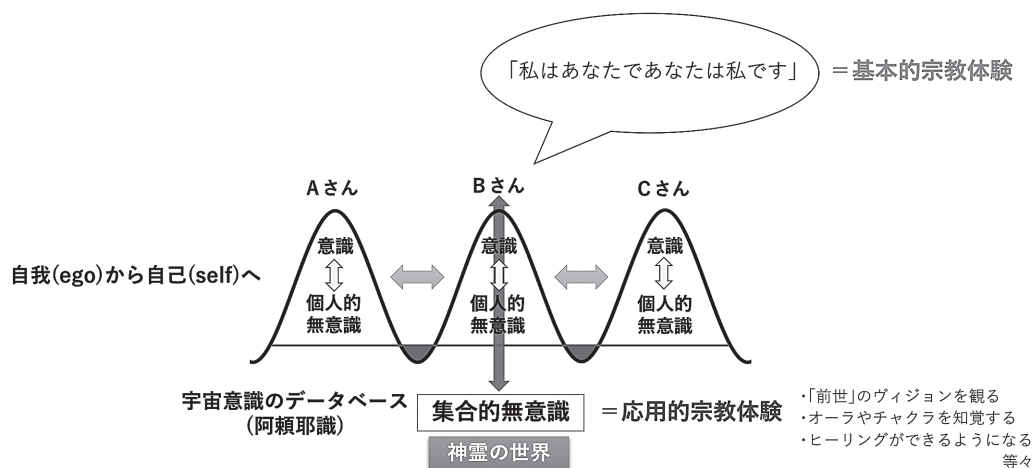 「私はあなたであなたは私です」 ＝基本的宗教体験
Aさん Bさん Cさん
意識 意識 意識
自我(ego)から自己(self)へ
個人的 個人的 個人的
無意識 無意識 無意識
宇宙意識のデータベース
(阿頼耶識)
集合的無意識 ＝応用的宗教体験
神霊の世界
・「前世」のヴィジョンを観る
・オーラやチャクラを知覚する
・ヒーリングができるようになる
等々